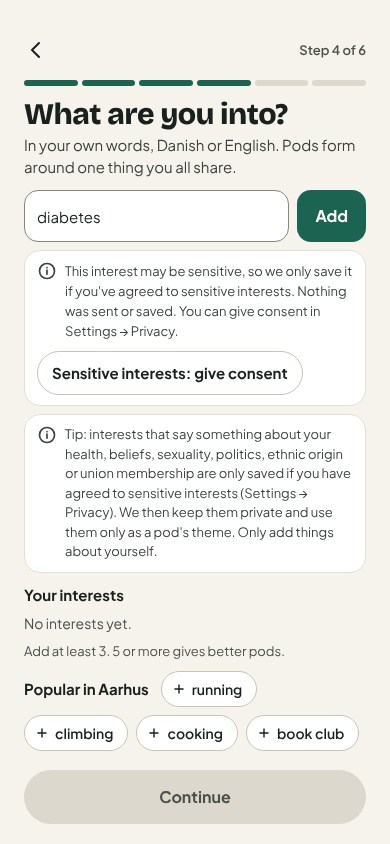 Step 4 of 6
What are you into?
In your own words, Danish or English. Pods form
around one thing you all share.
diabetes
Add
This interest may be sensitive, so we only save it
if you've agreed to sensitive interests. Nothing
was sent or saved. You can give consent in
Settings → Privacy.
Sensitive interests: give consent
Tip: interests that say something about your
health, beliefs, sexuality, politics, ethnic origin
or union membership are only saved if you have
agreed to sensitive interests (Settings →
Privacy). We then keep them private and use
them only as a pod's theme. Only add things
about yourself.
Your interests
No interests yet.
Add at least 3. 5 or more gives better pods.
Popular in Aarhus + running
+ climbing + cooking + book club
Continue